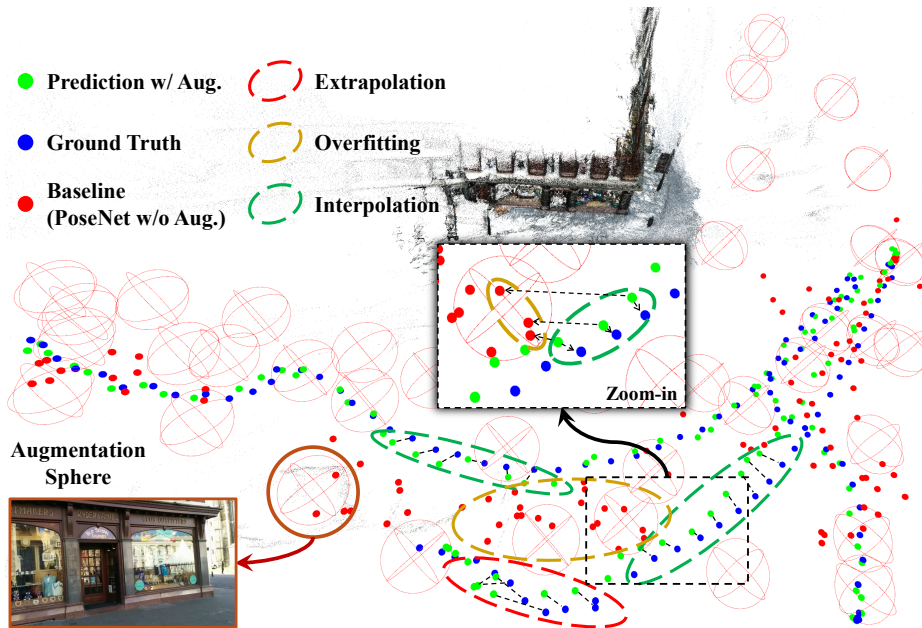 Prediction w/ Aug.
Extrapolation
Ground Truth
Overfitting
Baseline
(PoseNet w/o Aug.)
Interpolation
Zoom-in
Augmentation
Sphere